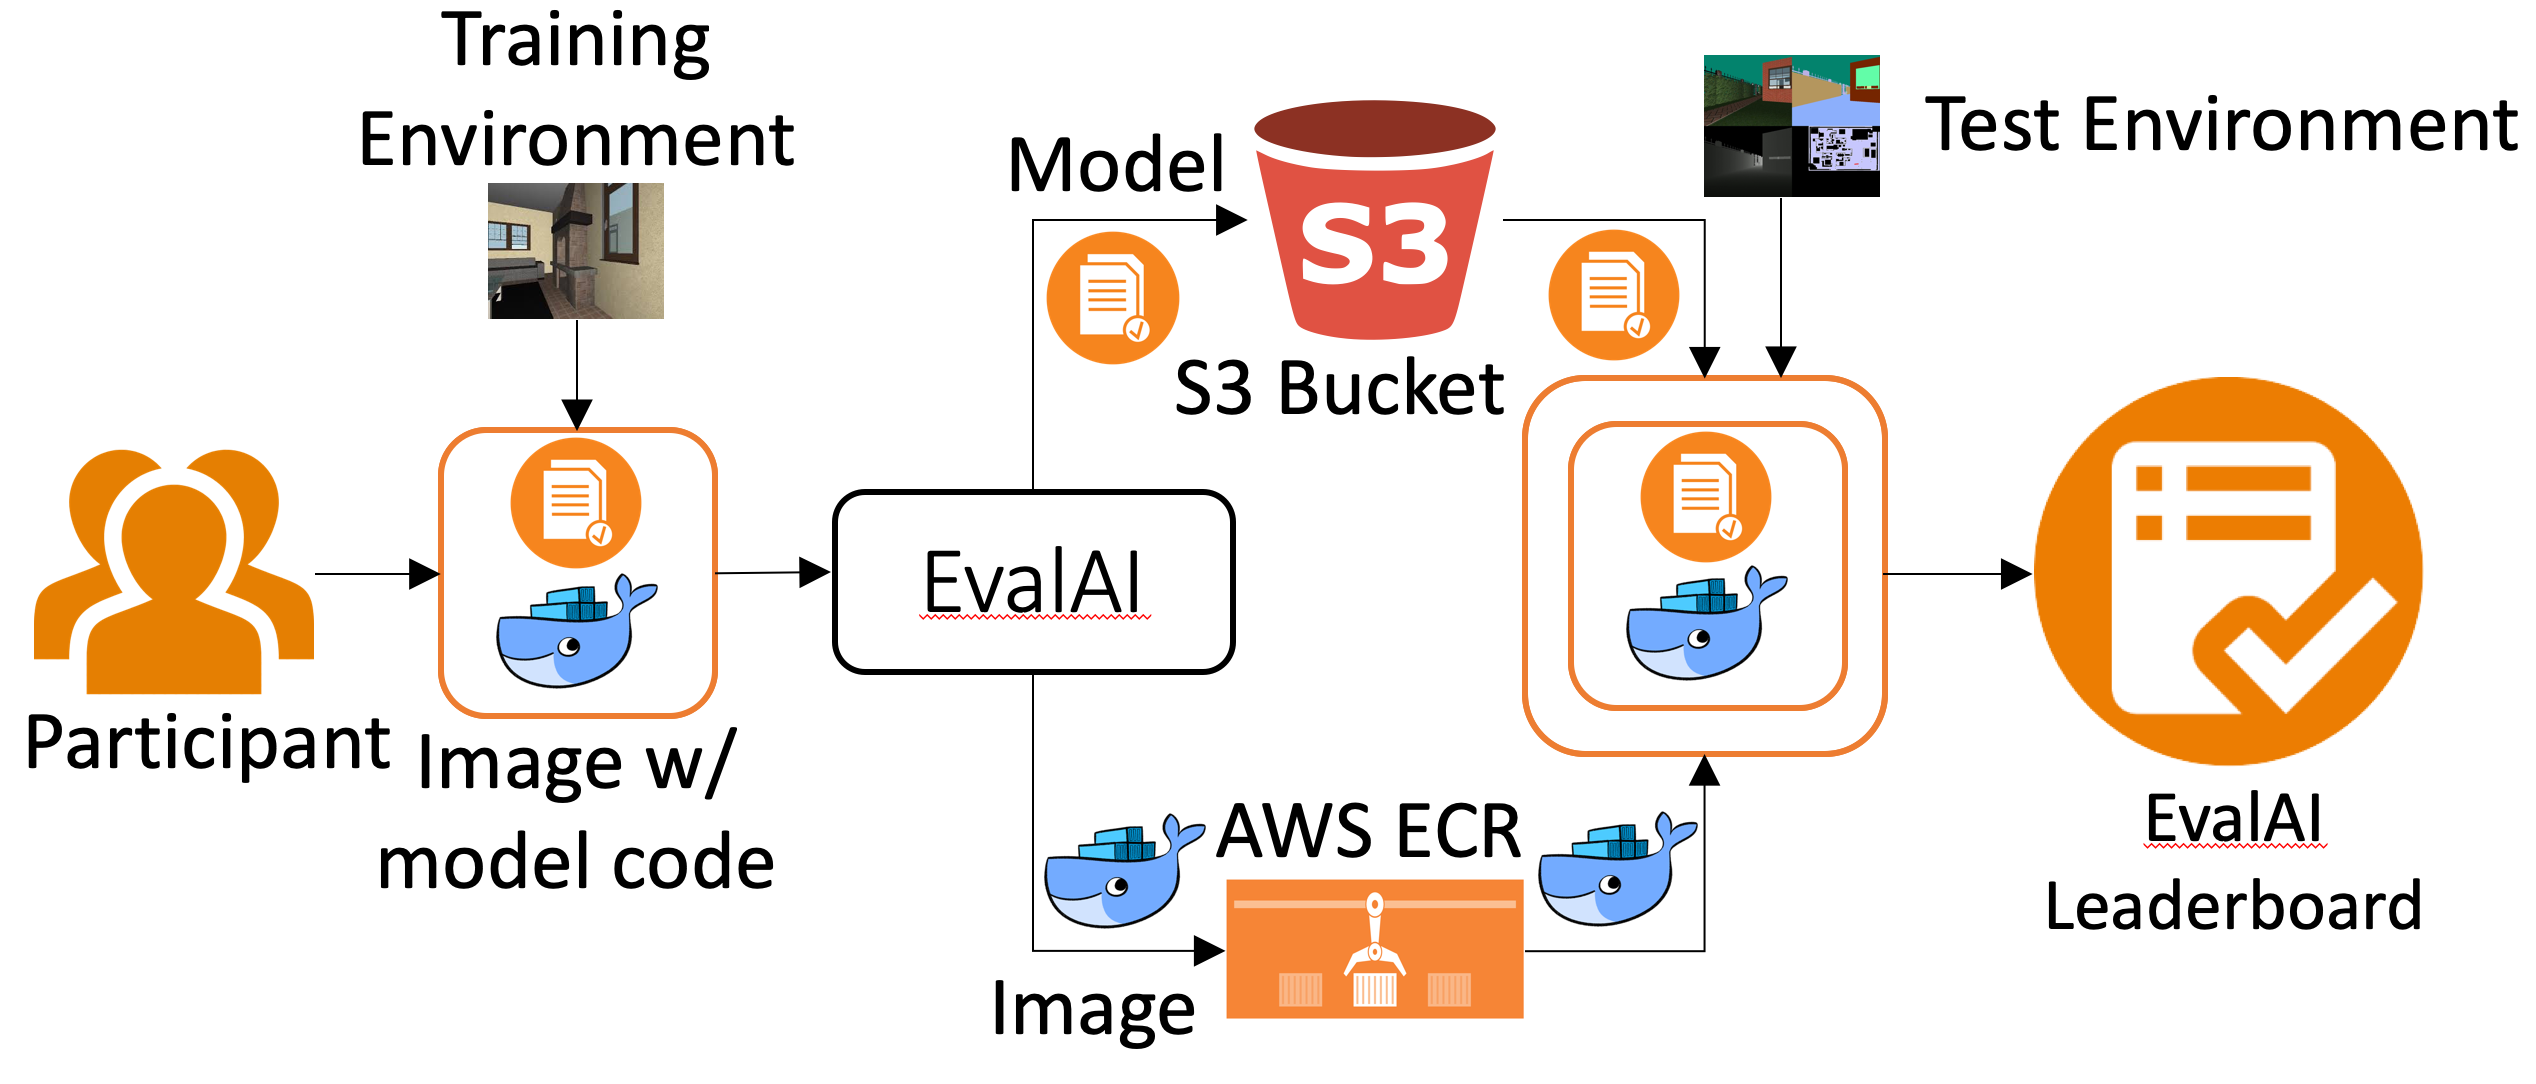 Training
Environment
Model
S3
S3 Bucket
Test Environment
Participant
Image w/
model code
EvalAI
AWS ECR
Image
EvalAI
Leaderboard